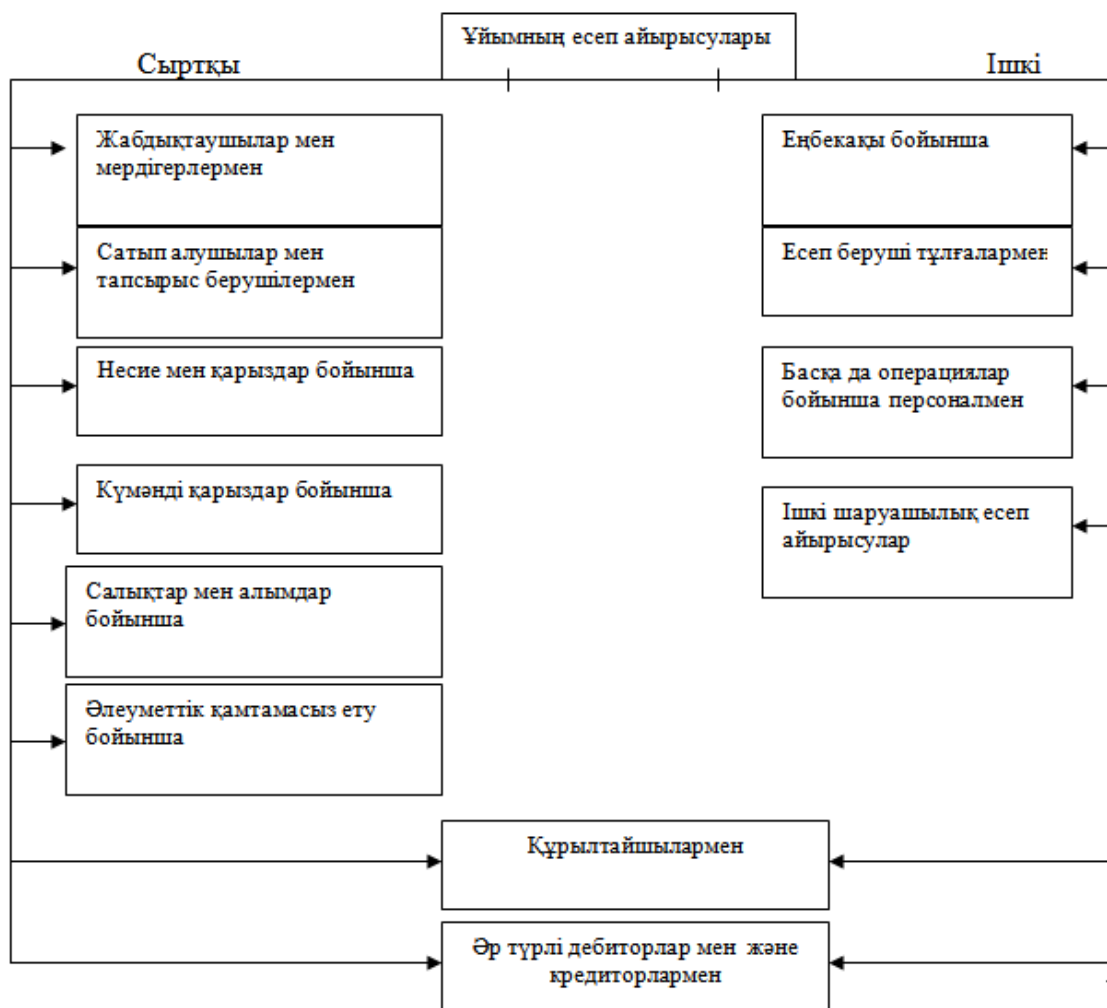 Ұйымның есеп айырысулары
Сыртқы
Ішкі
Жабдықтаушылар мен
мердігерлермен
Сатып алушылар мен
тапсырыс берушілермен
Несие мен қарыздар бойынша
Күмәнді қарыздар бойынша
Салықтар мен алымдар
бойынша
Әлеуметтік қамтамасыз ету
бойынша
Еңбекақы бойынша
Есеп беруші тұлғалармен
Басқа да операциялар
бойынша персоналмен
Ішкі шаруашылық есеп
айырысулар
Құрылтайшылармен
Әр түрлі дебиторлар мен және
кредиторлармен